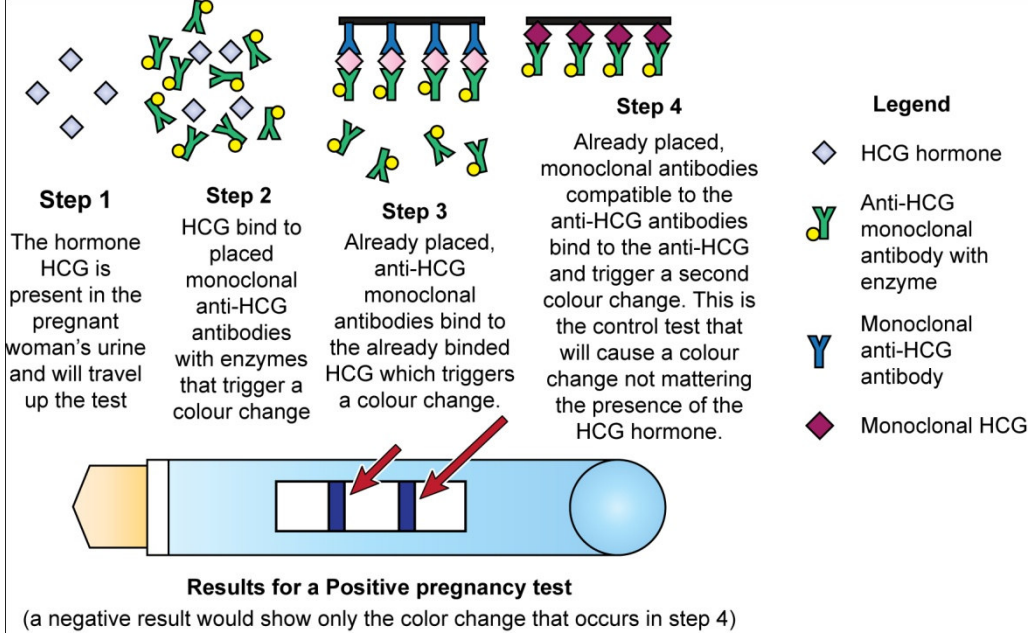 Step 1
The hormone
HCG is
present in the
pregnant
woman's urine
and will travel
up the test
Step 2
HCG bind to
placed
monoclonal
anti-HCG
antibodies
with enzymes
that trigger a
colour change
Step 3
Already placed,
anti-HCG
monoclonal
antibodies bind to
the already binded
HCG which triggers
a colour change.
Step 4
Already placed,
monoclonal antibodies
compatible to the
anti-HCG antibodies
bind to the anti-HCG
and trigger a second
colour change. This is
the control test that
will cause a colour
change not mattering
the presence of the
HCG hormone.
Legend
HCG hormone
Anti-HCG
monoclonal
antibody with
enzyme
Monoclonal
anti-HCG
antibody
Monoclonal HCG
Results for a Positive pregnancy test
(a negative result would show only the color change that occurs in step 4)